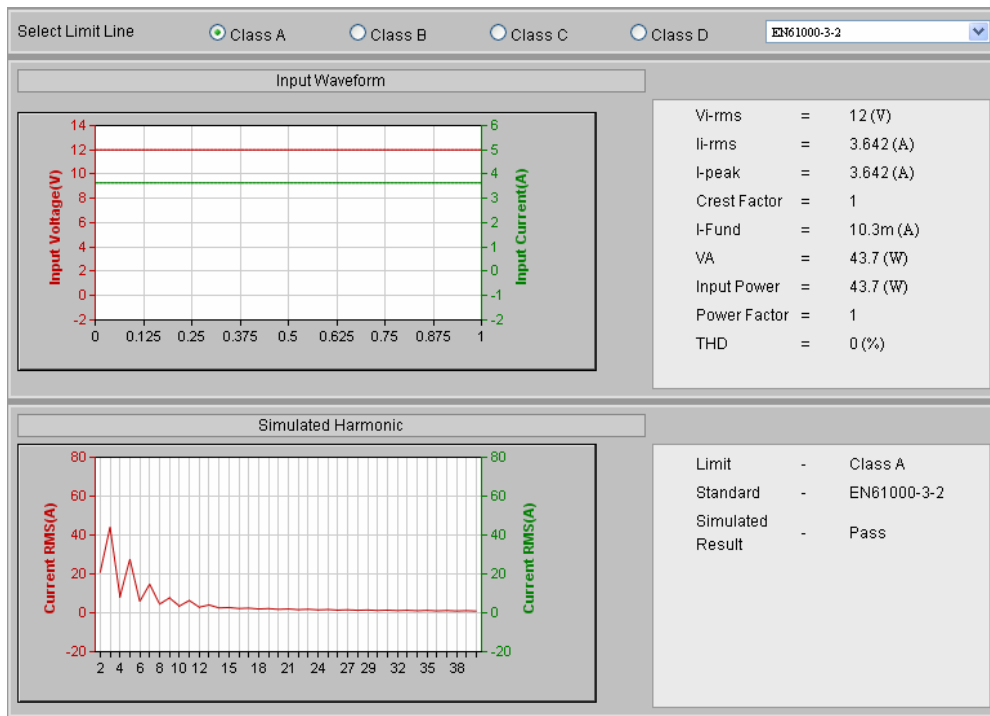 Select Limit Line Class A Class B Class C Class D EN61000-3-2
Input Waveform
14
12
10
8
6
4
2
0
-2
Input Voltage(V)
6
5
4
3
2
1
0
-1
-2
Input Current(A)
0 0.125 0.25 0.375 0.5 0.625 0.75 0.875 1
Vi-rms = 12 (V)
Ii-rms = 3.642 (A)
I-peak = 3.642 (A)
Crest Factor = 1
I-Fund = 10.3m (A)
VA = 43.7 (W)
Input Power = 43.7 (W)
Power Factor = 1
THD = 0 (%)
Simulated Harmonic
80
60
40
20
0
-20
Current RMS(A)
80
60
40
20
0
-20
Current RMS(A)
2 4 6 8 10 12 15 18 21 24 27 29 32 35 38
Limit - Class A
Standard - EN61000-3-2
Simulated Result - Pass